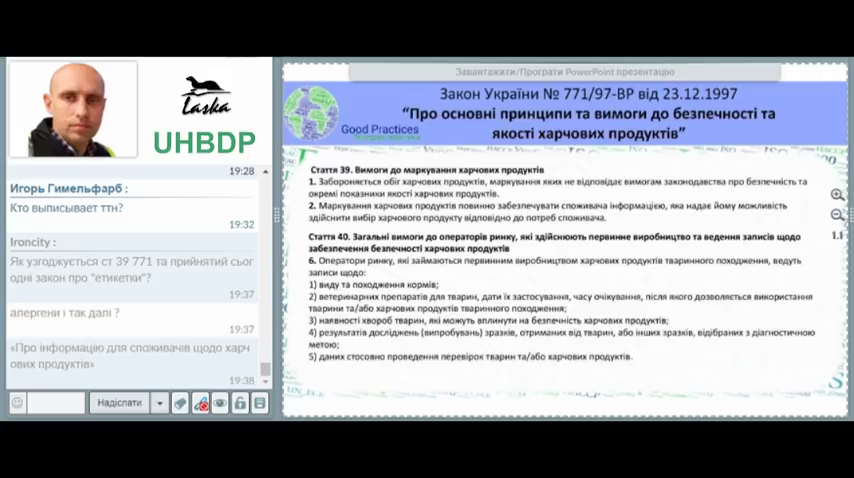 Laska
UHBDP
19:28
Игорь Гимельфарб :
Кто выписывает ттн?
19:32
Ironcity :
Як узгоджується ст 39 771 та прийнятий сьог
одні закон про "етикетки"?
19:37
алергени і так далі ?
19:37
«Про інформацію для споживачів щодо харч
ових продуктів»
19:38
Надіслати
Завантажити/Програти PowerPoint презентацію
Закон України № 771/97-ВР від 23.12.1997
“Про основні принципи та вимоги до безпечності та
якості харчових продуктів”
Good Practices
Стаття 39. Вимоги до маркування харчових продуктів
1. Забороняється обіг харчових продуктів, маркування яких не відповідає вимогам законодавства про безпечність та
окремі показники якості харчових продуктів.
2. Маркування харчових продуктів повинно забезпечувати споживача інформацією, яка надає йому можливість
здійснити вибір харчового продукту відповідно до потреб споживача.
Стаття 40. Загальні вимоги до операторів ринку, які здійснюють первинне виробництво та ведення записів щодо
забезпечення безпечності харчових продуктів
6. Оператори ринку, які займаються первинним виробництвом харчових продуктів тваринного походження, ведуть
записи щодо:
1) виду та походження кормів;
2) ветеринарних препаратів для тварин, дати їх застосування, часу очікування, після якого дозволяється використання
тварини та/або харчових продуктів тваринного походження;
3) наявності хвороб тварин, які можуть вплинути на безпечність харчових продуктів;
4) результатів досліджень (випробувань) зразків, отриманих від тварин, або інших зразків, відібраних з діагностичною
метою;
5) даних стосовно проведення перевірок тварин та/або харчових продуктів.
1.1